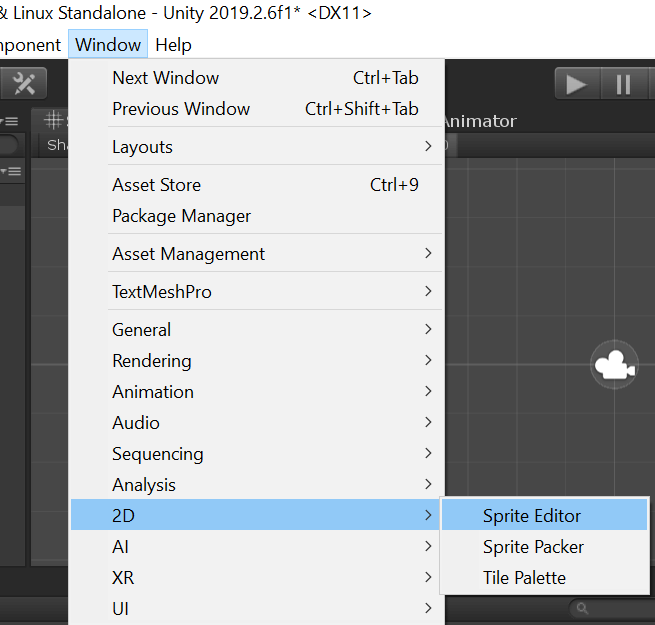 & Linux Standalone - Unity 2019.2.6f1* <DX11>
Window Help
Next Window Ctrl+Tab
Previous Window Ctrl+Shift+Tab
Animator
Layouts
Asset Store Ctrl+9
Package Manager
Asset Management
TextMeshPro
General
Rendering
Animation
Audio
Sequencing
Analysis
2D
Sprite Editor
AI
Sprite Packer
XR
Tile Palette
UI